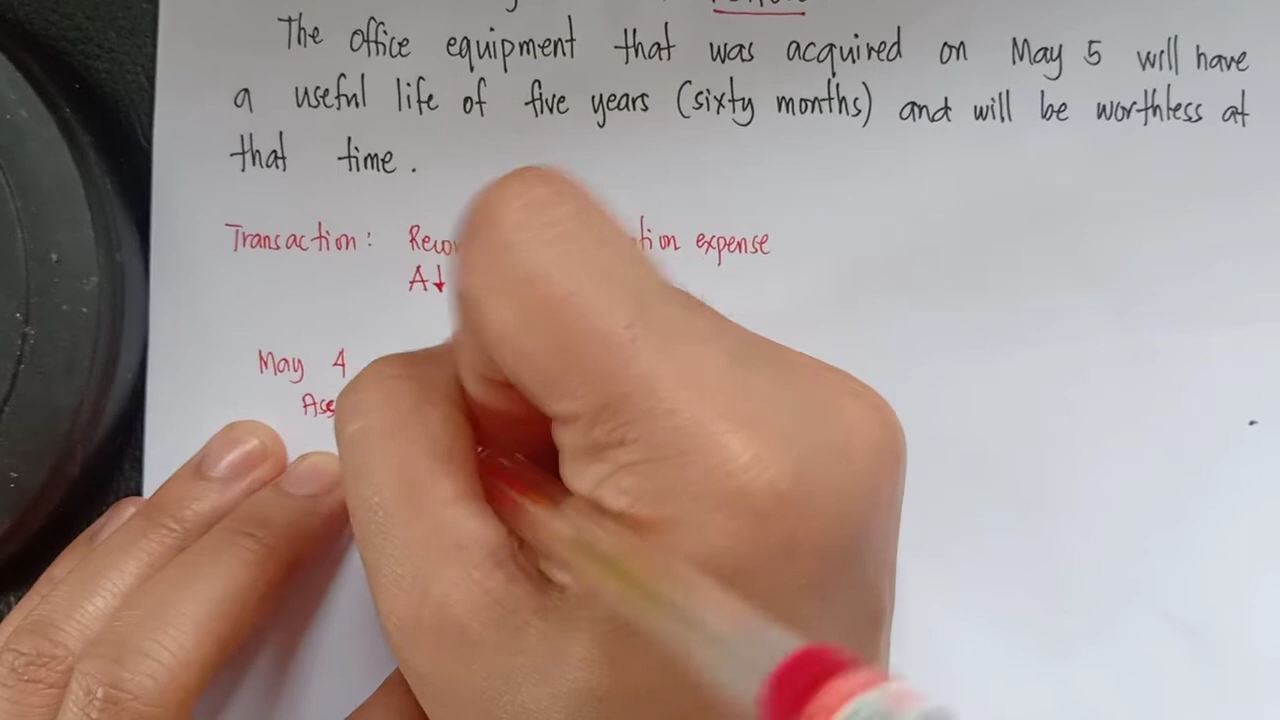 The office equipment that was acquired on May 5 will have
a useful life of five years (sixty months) and will be worthless at
that time.
Transaction: expense
A↓
May 4